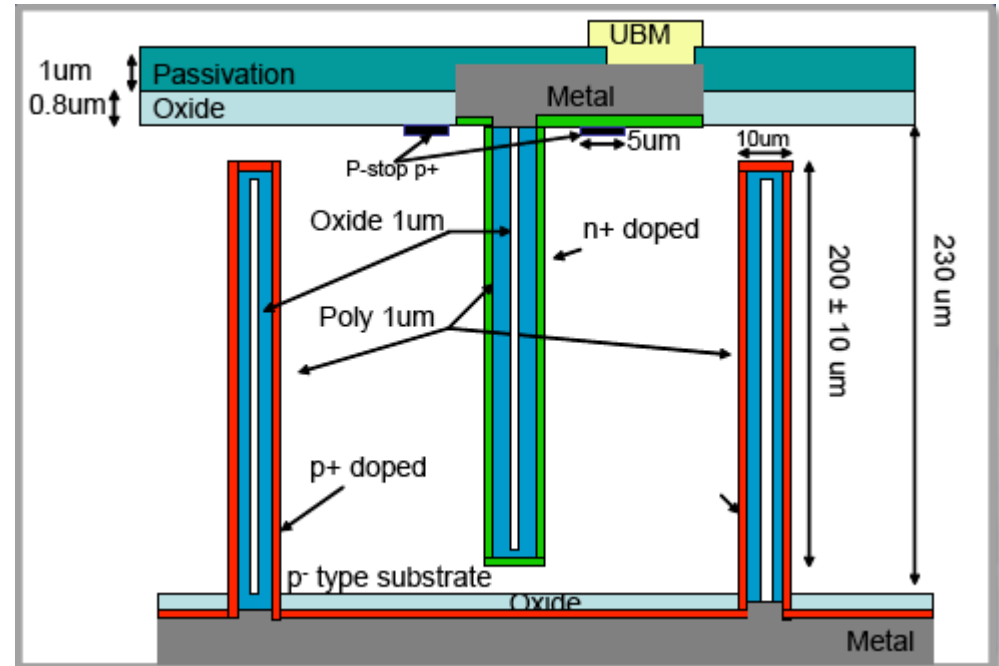 UBM
1um
Passivation
Metal
0.8um
Oxide
5um
10um
P-stop p+
Oxide 1um
n+ doped
230 um
200 ± 10 um
Poly 1um
p+ doped
p- type substrate
Oxide
Metal